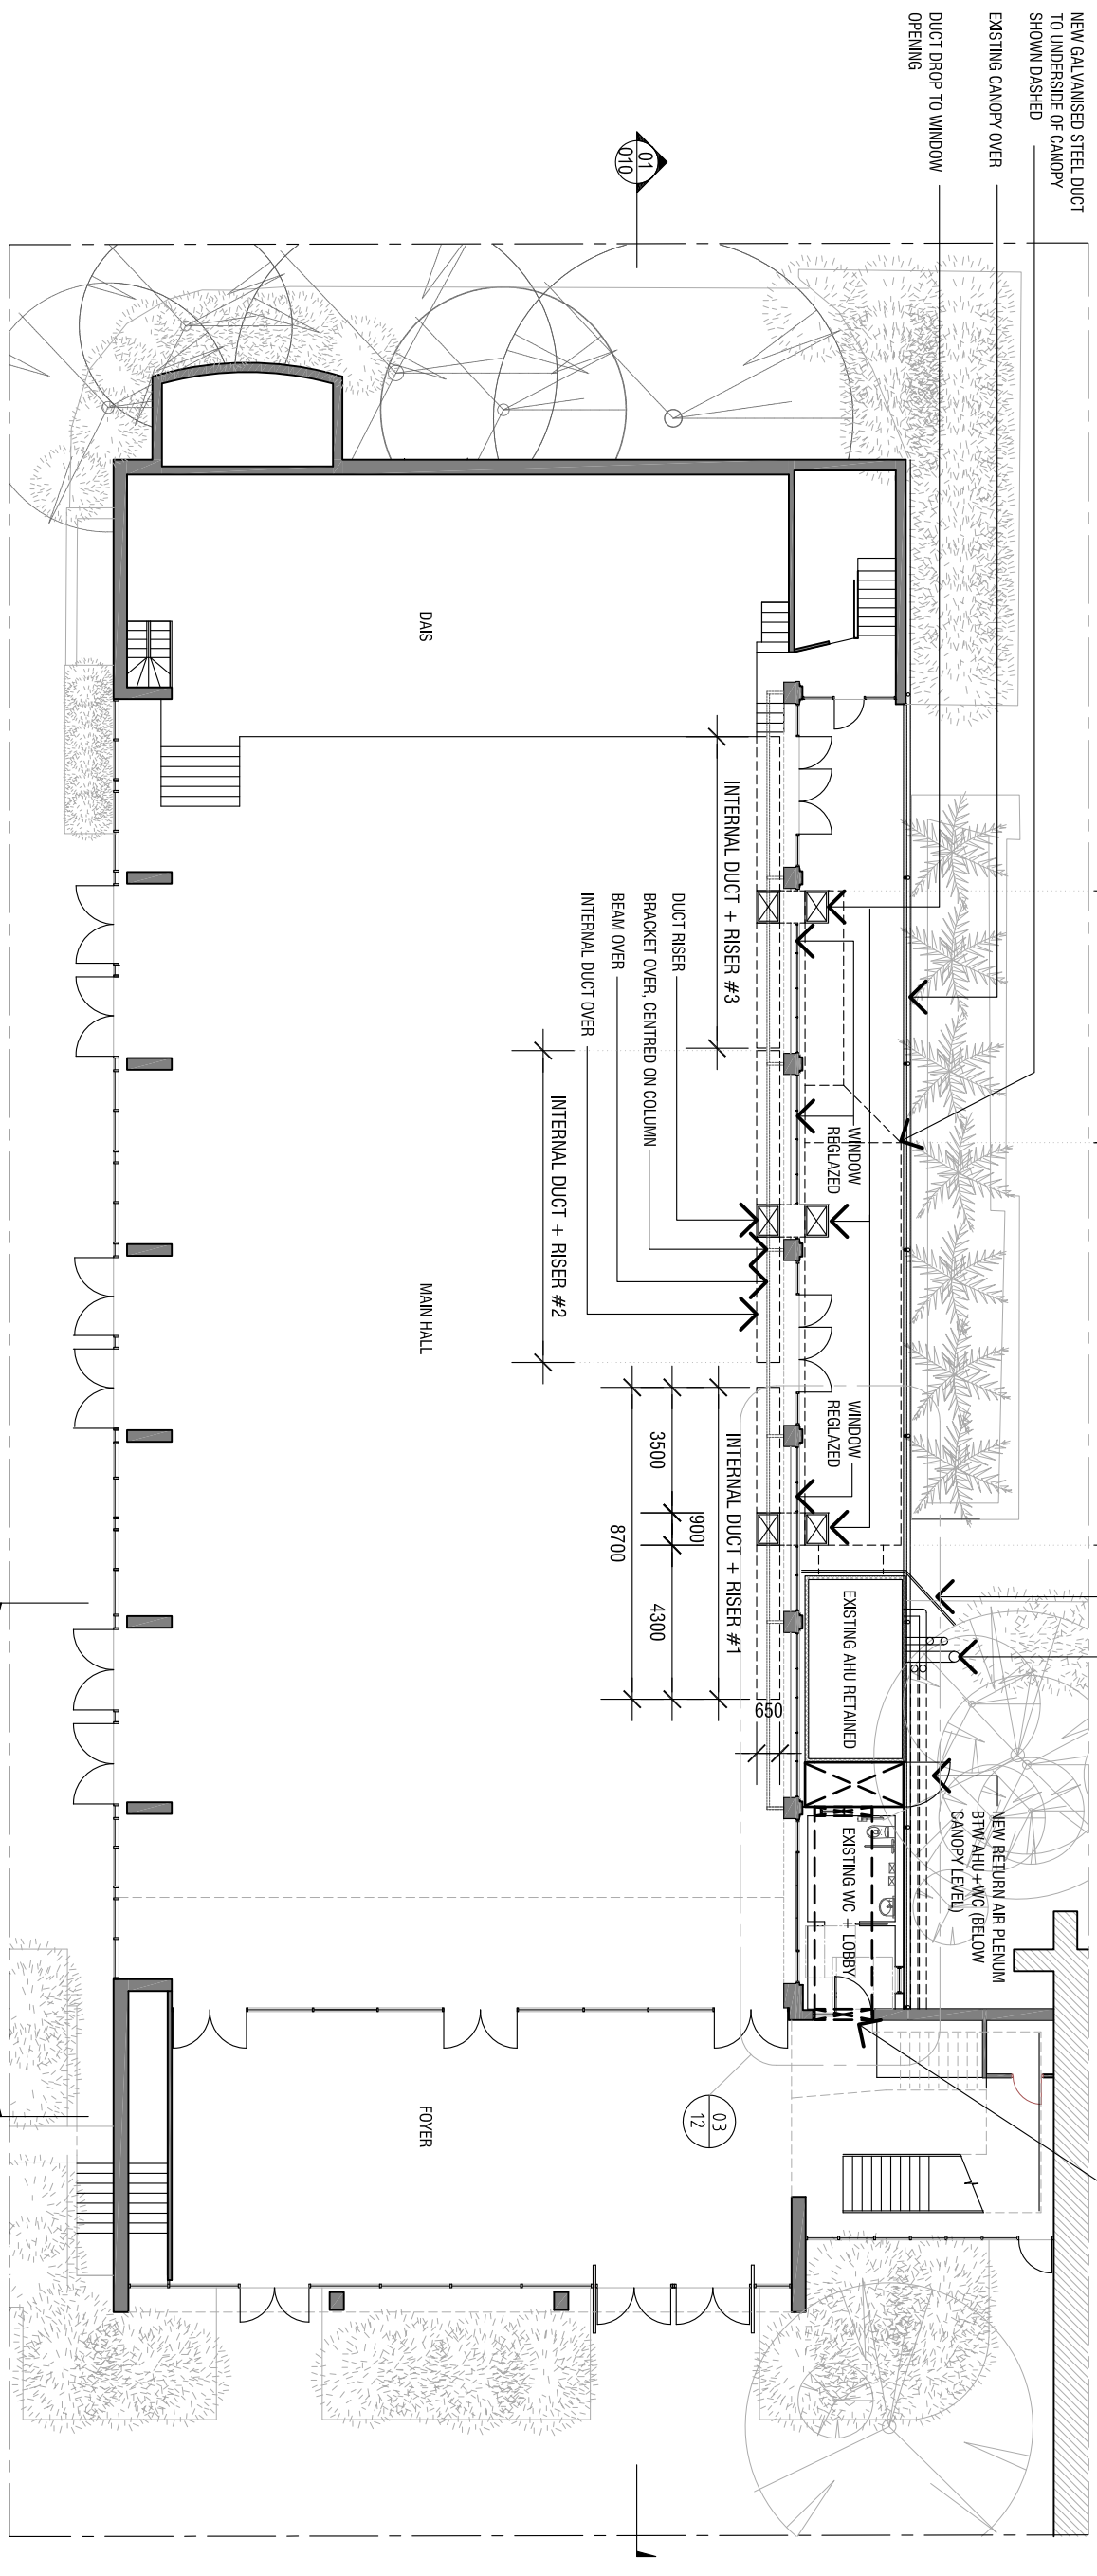 NEW GALVANISED STEEL DUCT
TO UNDERSIDE OF CANOPY
SHOWN DASHED
EXISTING CANOPY OVER
DUCT DROP TO WINDOW
OPENING
01
010
DAIS
INTERNAL DUCT + RISER #3
DUCT RISER
BRACKET OVER, CENTRED ON COLUMN
BEAM OVER
INTERNAL DUCT OVER
WINDOW
REGLAZED
INTERNAL DUCT + RISER #2
MAIN HALL
WINDOW
REGLAZED
INTERNAL DUCT + RISER #1
900
3500
4300
8700
650
EXISTING AHU RETAINED
NEW RETURN AIR PLENUM
BTW AHU + WC (BELOW
CANOPY LEVEL)
EXISTING WC + LOBBY
03
12
FOYER